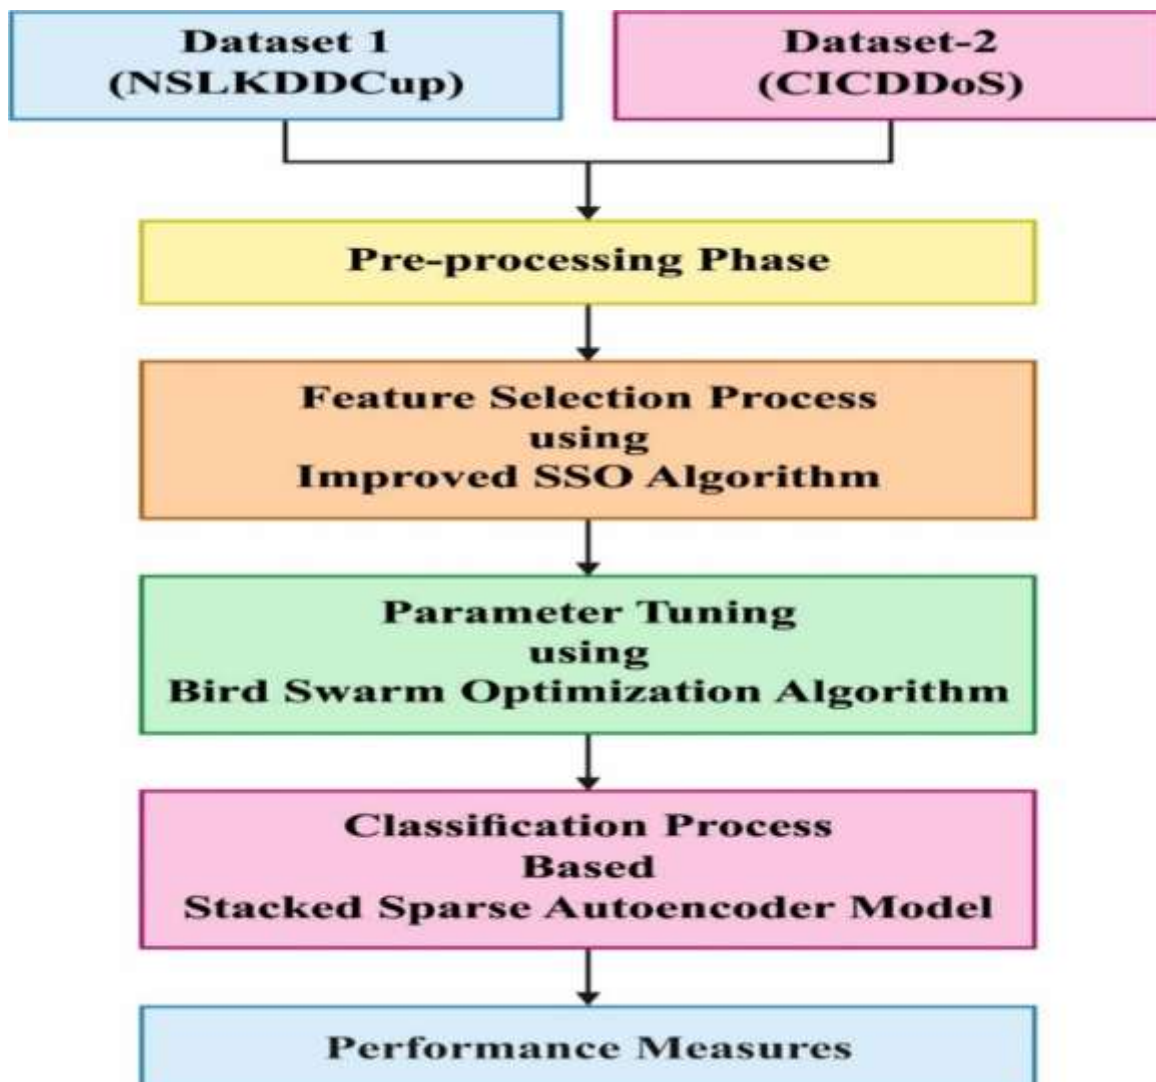 Dataset 1
(NSLKDDCup)
Dataset-2
(CICDDoS)
Pre-processing Phase
Feature Selection Process
using
Improved SSO Algorithm
Parameter Tuning
using
Bird Swarm Optimization Algorithm
Classification Process
Based
Stacked Sparse Autoencoder Model
Performance Measures